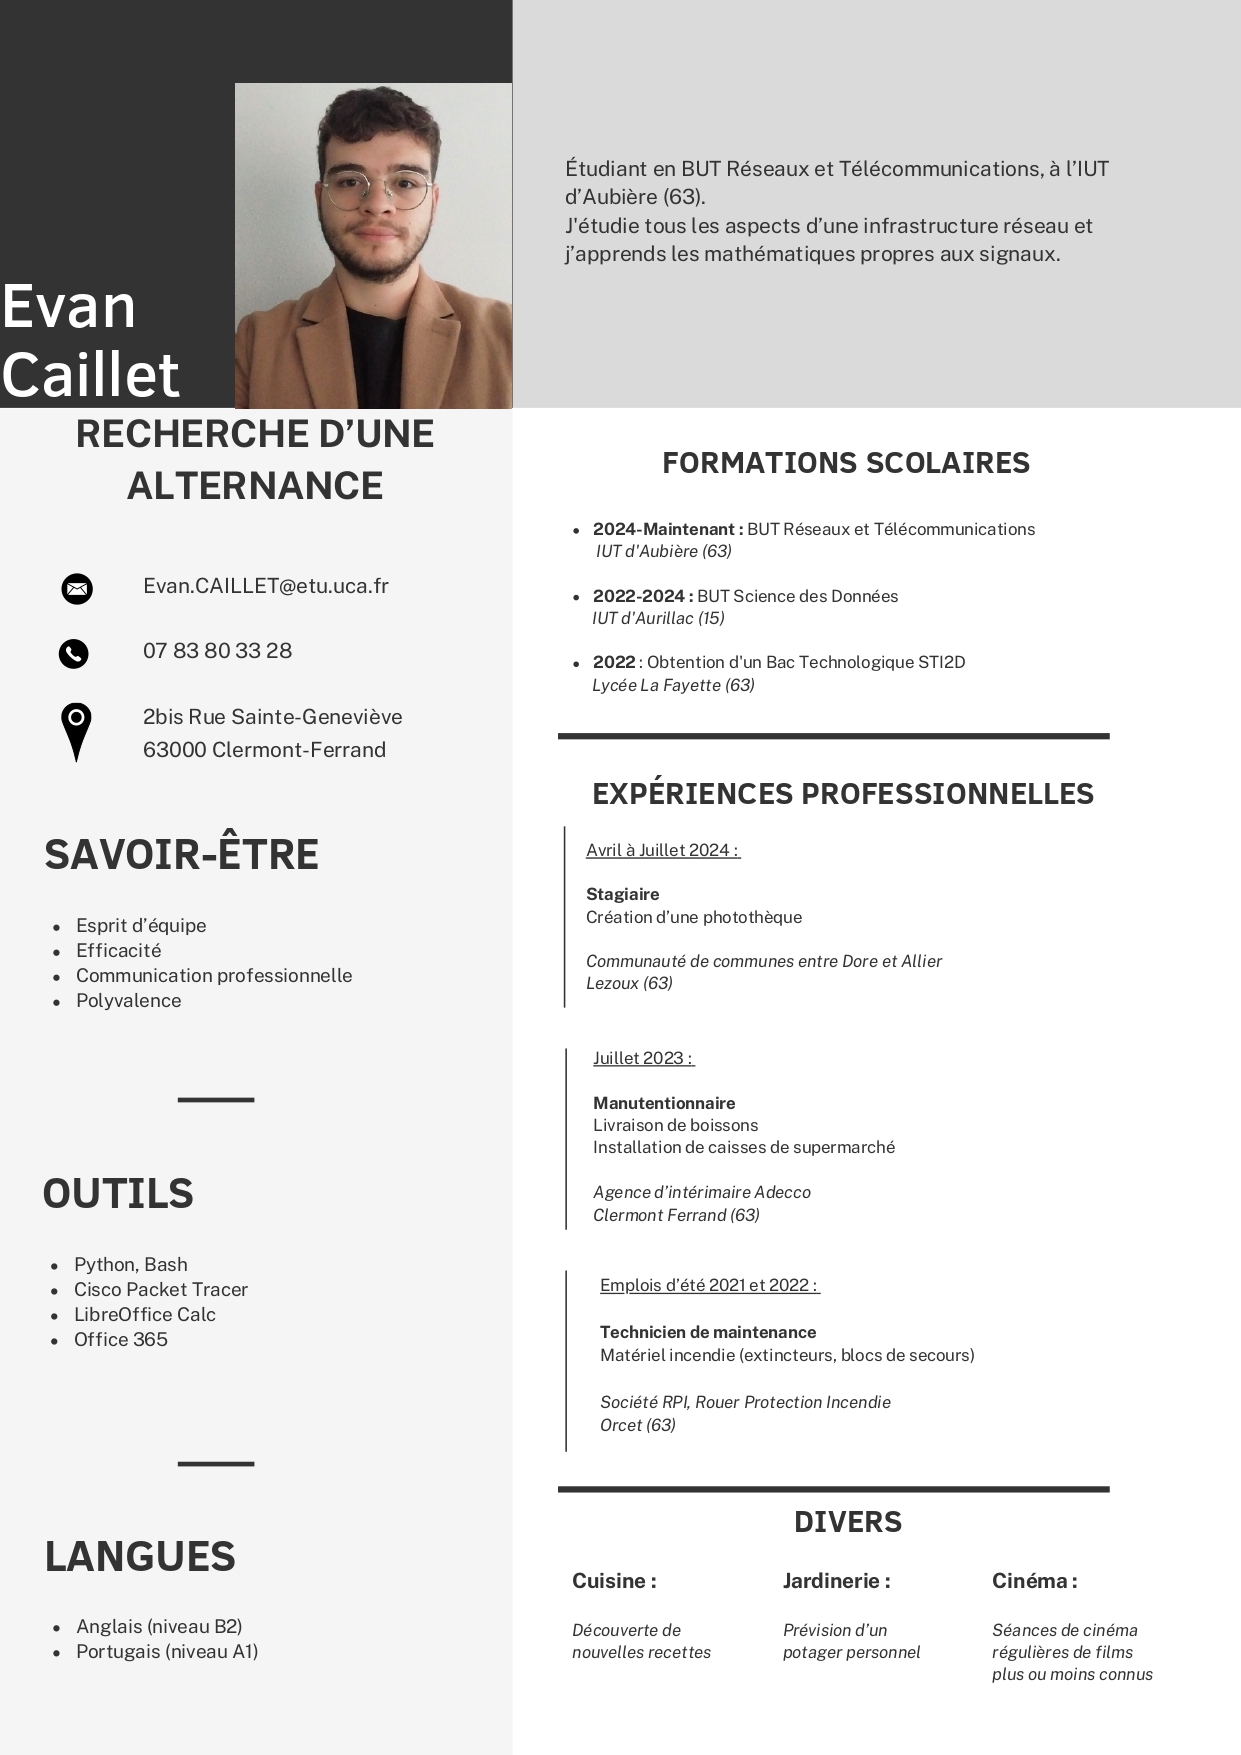 Evan
Caillet
Étudiant en BUT Réseaux et Télécommunications, à l’IUT
d’Aubière (63).
J'étudie tous les aspects d’une infrastructure réseau et
j’apprends les mathématiques propres aux signaux.
RECHERCHE D’UNE
ALTERNANCE
Evan.CAILLET@etu.uca.fr
07 83 80 33 28
2bis Rue Sainte-Geneviève
63000 Clermont-Ferrand
SAVOIR-ÊTRE
• Esprit d’équipe
• Efficacité
• Communication professionnelle
• Polyvalence
OUTILS
• Python, Bash
• Cisco Packet Tracer
• LibreOffice Calc
• Office 365
LANGUES
• Anglais (niveau B2)
• Portugais (niveau A1)
FORMATIONS SCOLAIRES
• 2024-Maintenant : BUT Réseaux et Télécommunications
IUT d'Aubière (63)
• 2022-2024 : BUT Science des Données
IUT d'Aurillac (15)
• 2022 : Obtention d'un Bac Technologique STI2D
Lycée La Fayette (63)
EXPÉRIENCES PROFESSIONNELLES
Avril à Juillet 2024 :
Stagiaire
Création d’une photothèque
Communauté de communes entre Dore et Allier
Lezoux (63)
Juillet 2023 :
Manutentionnaire
Livraison de boissons
Installation de caisses de supermarché
Agence d’intérimaire Adecco
Clermont Ferrand (63)
Emplois d’été 2021 et 2022 :
Technicien de maintenance
Matériel incendie (extincteurs, blocs de secours)
Société RPI, Rouer Protection Incendie
Orcet (63)
DIVERS
Cuisine :
Découverte de
nouvelles recettes
Jardinerie :
Prévision d’un
potager personnel
Cinéma :
Séances de cinéma
régulières de films
plus ou moins connus